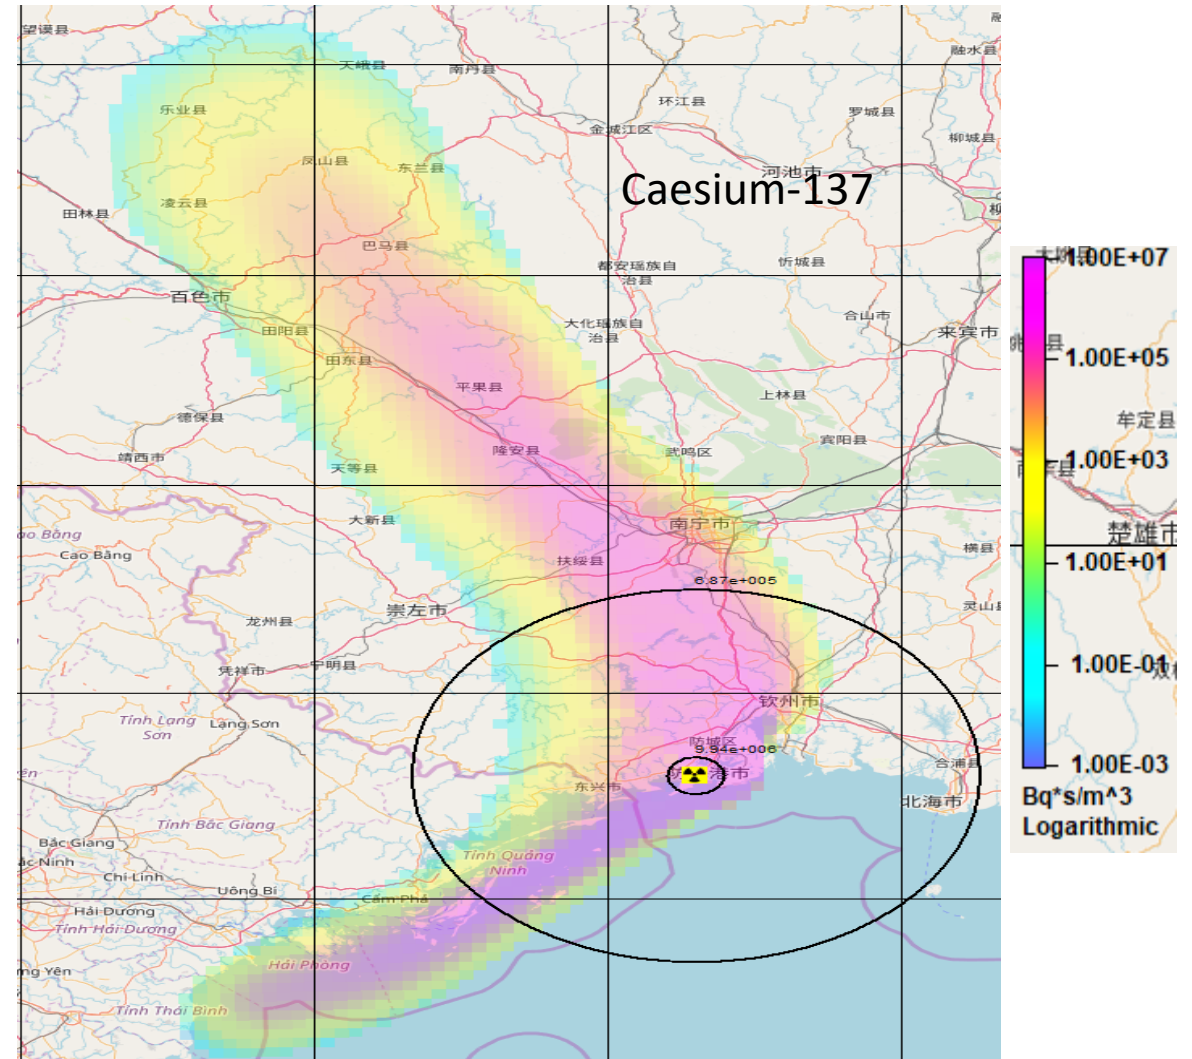 望谟县
天峨县
南丹县
融水县
乐业县
环江县
罗城县
金城江区
柳城县
凤山县
东兰县
河池市
Caesium-137
田林县
凌云县
巴马县
都安瑶族自
治县
忻城县
百色市
田阳县
大化瑶族自
治县
合山市
来宾市
田东县
平果县
上林县
德保县
隆安县
武鸣区
宾阳县
靖西市
天等县
大新县
南宁市
Cao Bằng
扶绥县
横县
6.87e+005
崇左市
龙州县
灵山县
凭祥市
宁明县
Tỉnh Lạng
Sơn
Lạng Sơn
钦州市
防城区
9.94e+006
东兴市
合浦县
北海市
Tỉnh Bắc Giang
Bắc Giang
Tỉnh Quảng
Ninh
Chí Linh
Uông Bí
Cẩm Phả
Hải Dương
Tỉnh Hải Dương
Hải Phòng
Tỉnh Thái Bình
1.00E+07
1.00E+05
牟定县
1.00E+03
楚雄市
1.00E+01
1.00E-01
1.00E-03
Bq*s/m^3
Logarithmic